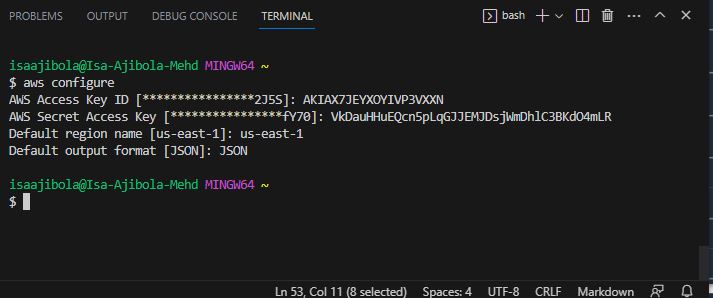 PROBLEMS OUTPUT DEBUG CONSOLE TERMINAL bash
isaajibola@Isa-Ajibola-Mehd MINGW64 ~
$ aws configure
AWS Access Key ID [****************2J5S]: AKIAX7JEYXOYIVP3VXXN
AWS Secret Access Key [****************fY70]: 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
Default region name [us-east-1]: us-east-1
Default output format [JSON]: JSON
isaajibola@Isa-Ajibola-Mehd MINGW64 ~
$
Ln 53, Col 11 (8 selected) Spaces: 4 UTF-8 CRLF Markdown